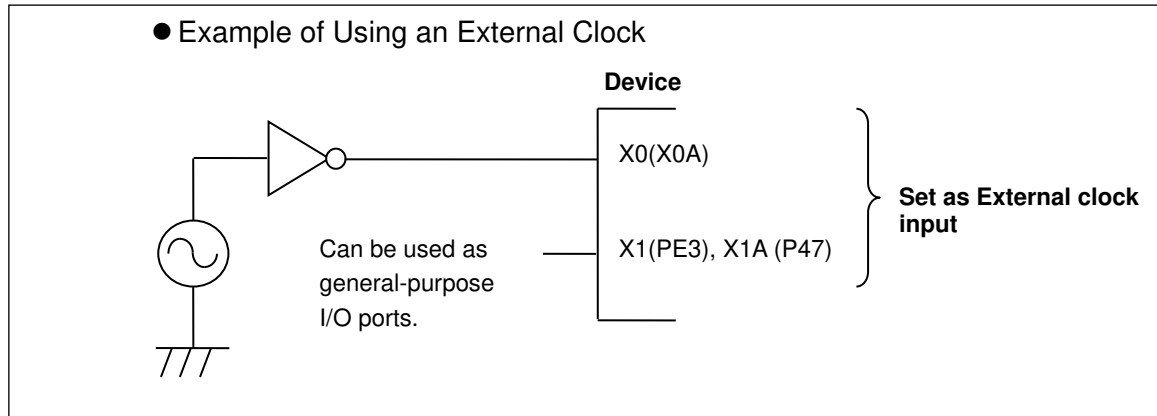 ● Example of Using an External Clock
Device
X0(X0A)
Set as External clock
input
Can be used as
general-purpose
I/O ports.
X1(PE3), X1A (P47)